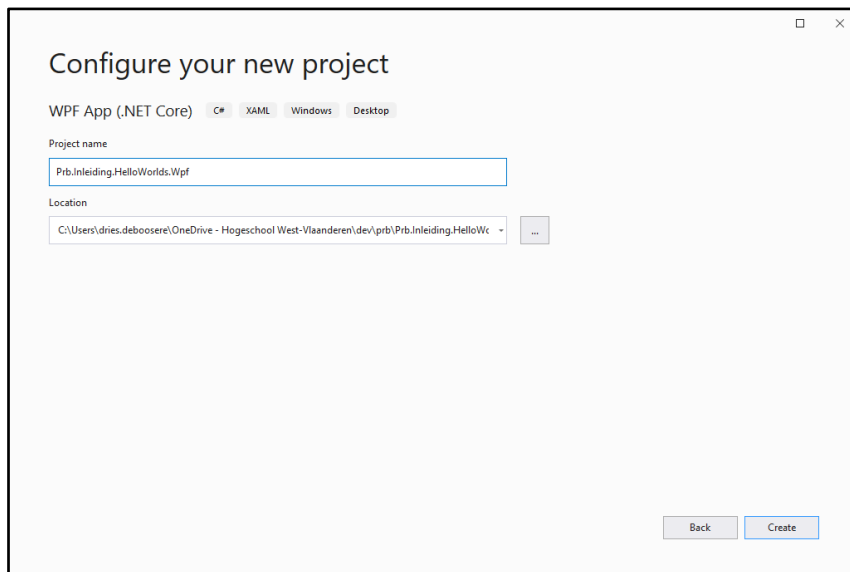 Configure your new project
WPF App (.NET Core) C# XAML Windows Desktop
Project name
Prb.Inleiding.HelloWorlds.Wpf
Location
C:\Users\dries.deboosere\OneDrive - Hogeschool West-Vlaanderen\dev\prb\Prb.Inleiding.HelloWc ...
Back Create